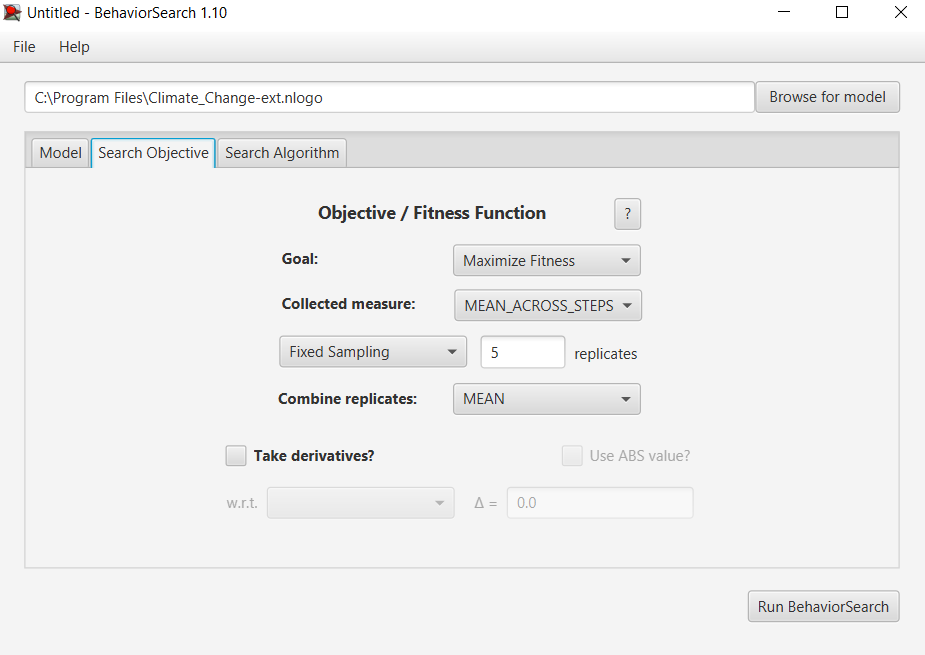 Untitled - BehaviorSearch 1.10
File Help
C:\Program Files\Climate_Change-ext.nlogo Browse for model
Model Search Objective Search Algorithm
Objective / Fitness Function ?
Goal: Maximize Fitness
Collected measure: MEAN_ACROSS_STEPS
Fixed Sampling 5 replicates
Combine replicates: MEAN
Take derivatives? Use ABS value?
w.r.t. Δ = 0.0
Run BehaviorSearch